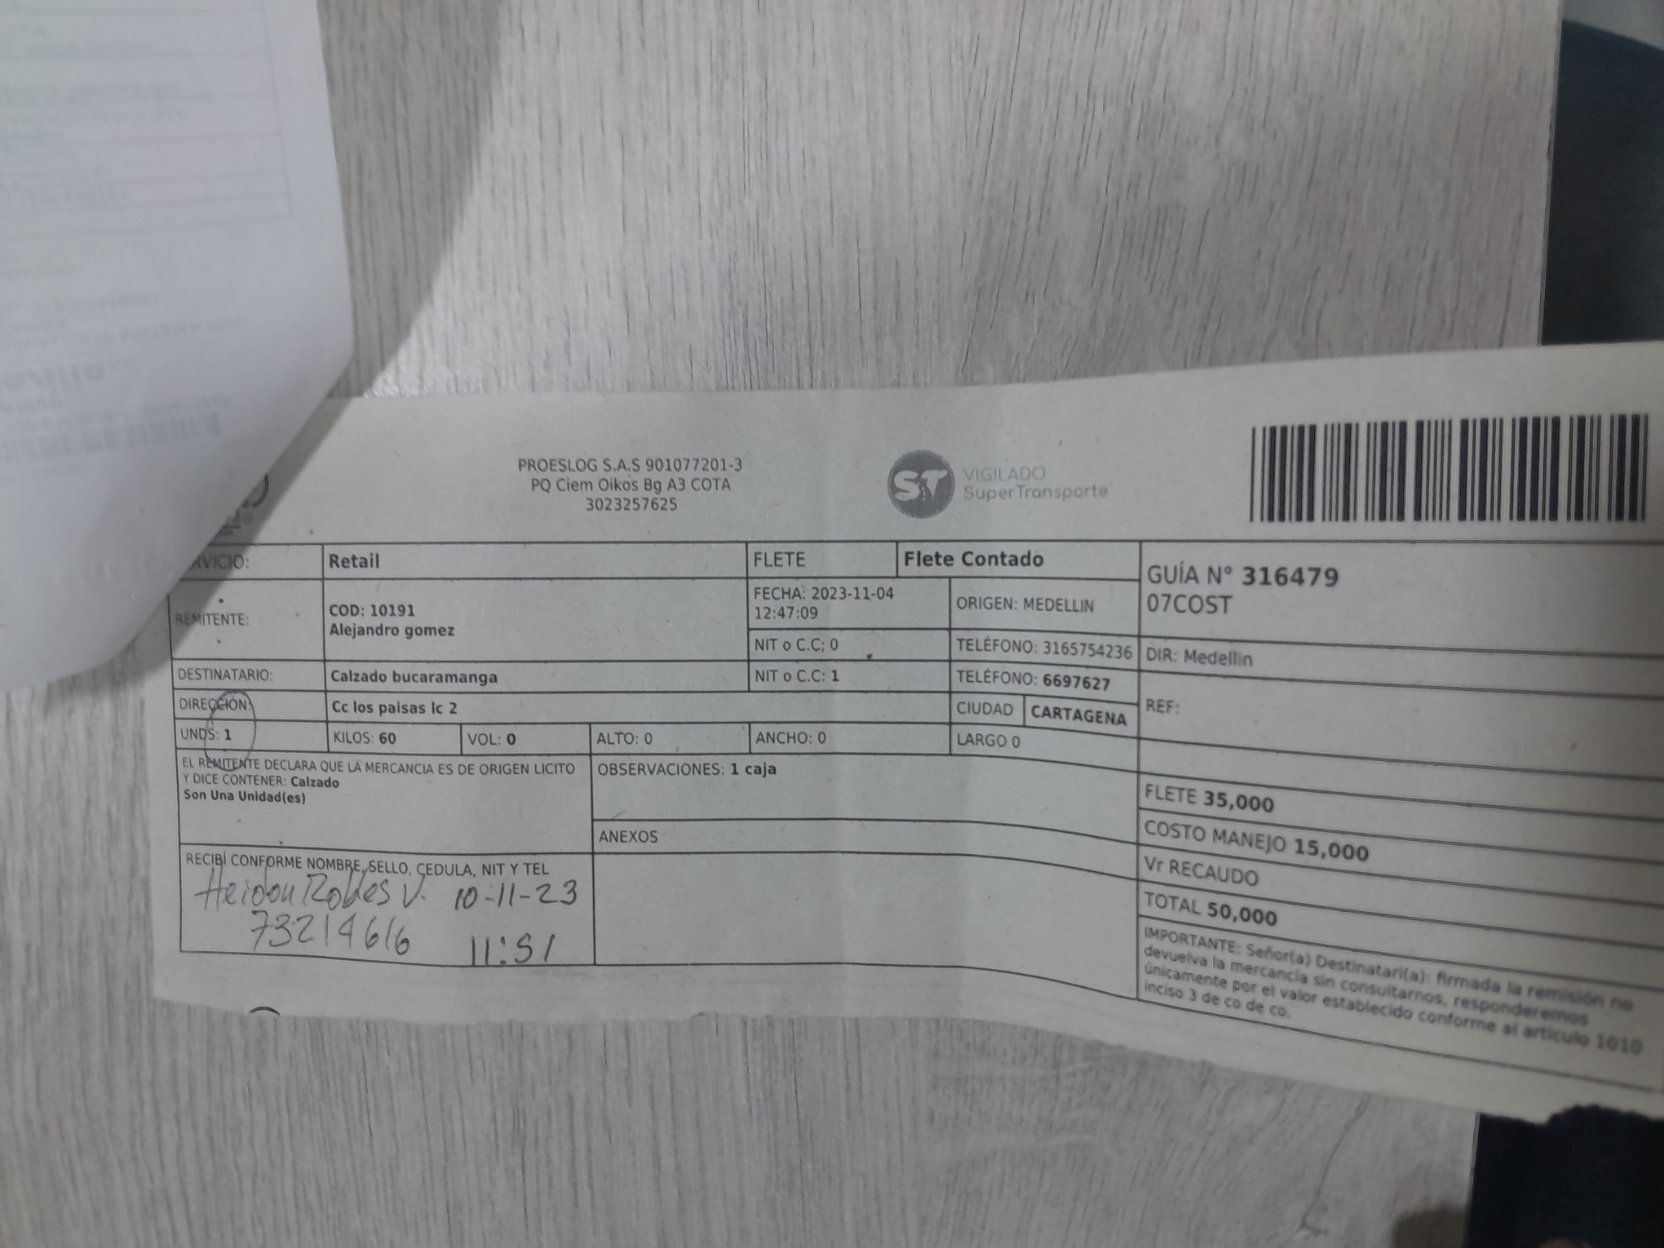 PROESLOG S.A.S 901077201-3
PQ Ciem Oikos Bg A3 COTA
3023257625
ST VIGILADO
SuperTransporte
RVICIO: Retail FLETE Flete Contado
GUÍA Nº 316479
07COST
REMITENTE: COD: 10191
Alejandro gomez
FECHA: 2023-11-04
12:47:09
ORIGEN: MEDELLIN
NIT o C.C: 0 TELÉFONO: 3165754236 DIR: Medellin
DESTINATARIO: Calzado bucaramanga NIT o C.C: 1 TELÉFONO: 6697627
DIRECCIÓN: Cc los paisas lc 2 CIUDAD CARTAGENA REF:
UNDS: 1 KILOS: 60 VOL: 0 ALTO: 0 ANCHO: 0 LARGO 0
EL REMITENTE DECLARA QUE LA MERCANCIA ES DE ORIGEN LICITO
Y DICE CONTENER: Calzado
Son Una Unidad(es)
OBSERVACIONES: 1 caja
ANEXOS
FLETE 35,000
COSTO MANEJO 15,000
Vr RECAUDO
TOTAL 50,000
RECIBÍ CONFORME NOMBRE, SELLO, CEDULA, NIT Y TEL
Robles V. 10-11-23
73214616 11:51
IMPORTANTE: Señor(a) Destinatari(a): firmada la remisión no
devuelva la mercancía sin consultarnos, responderemos
únicamente por el valor establecido conforme al artículo 1010
inciso 3 de co de co.